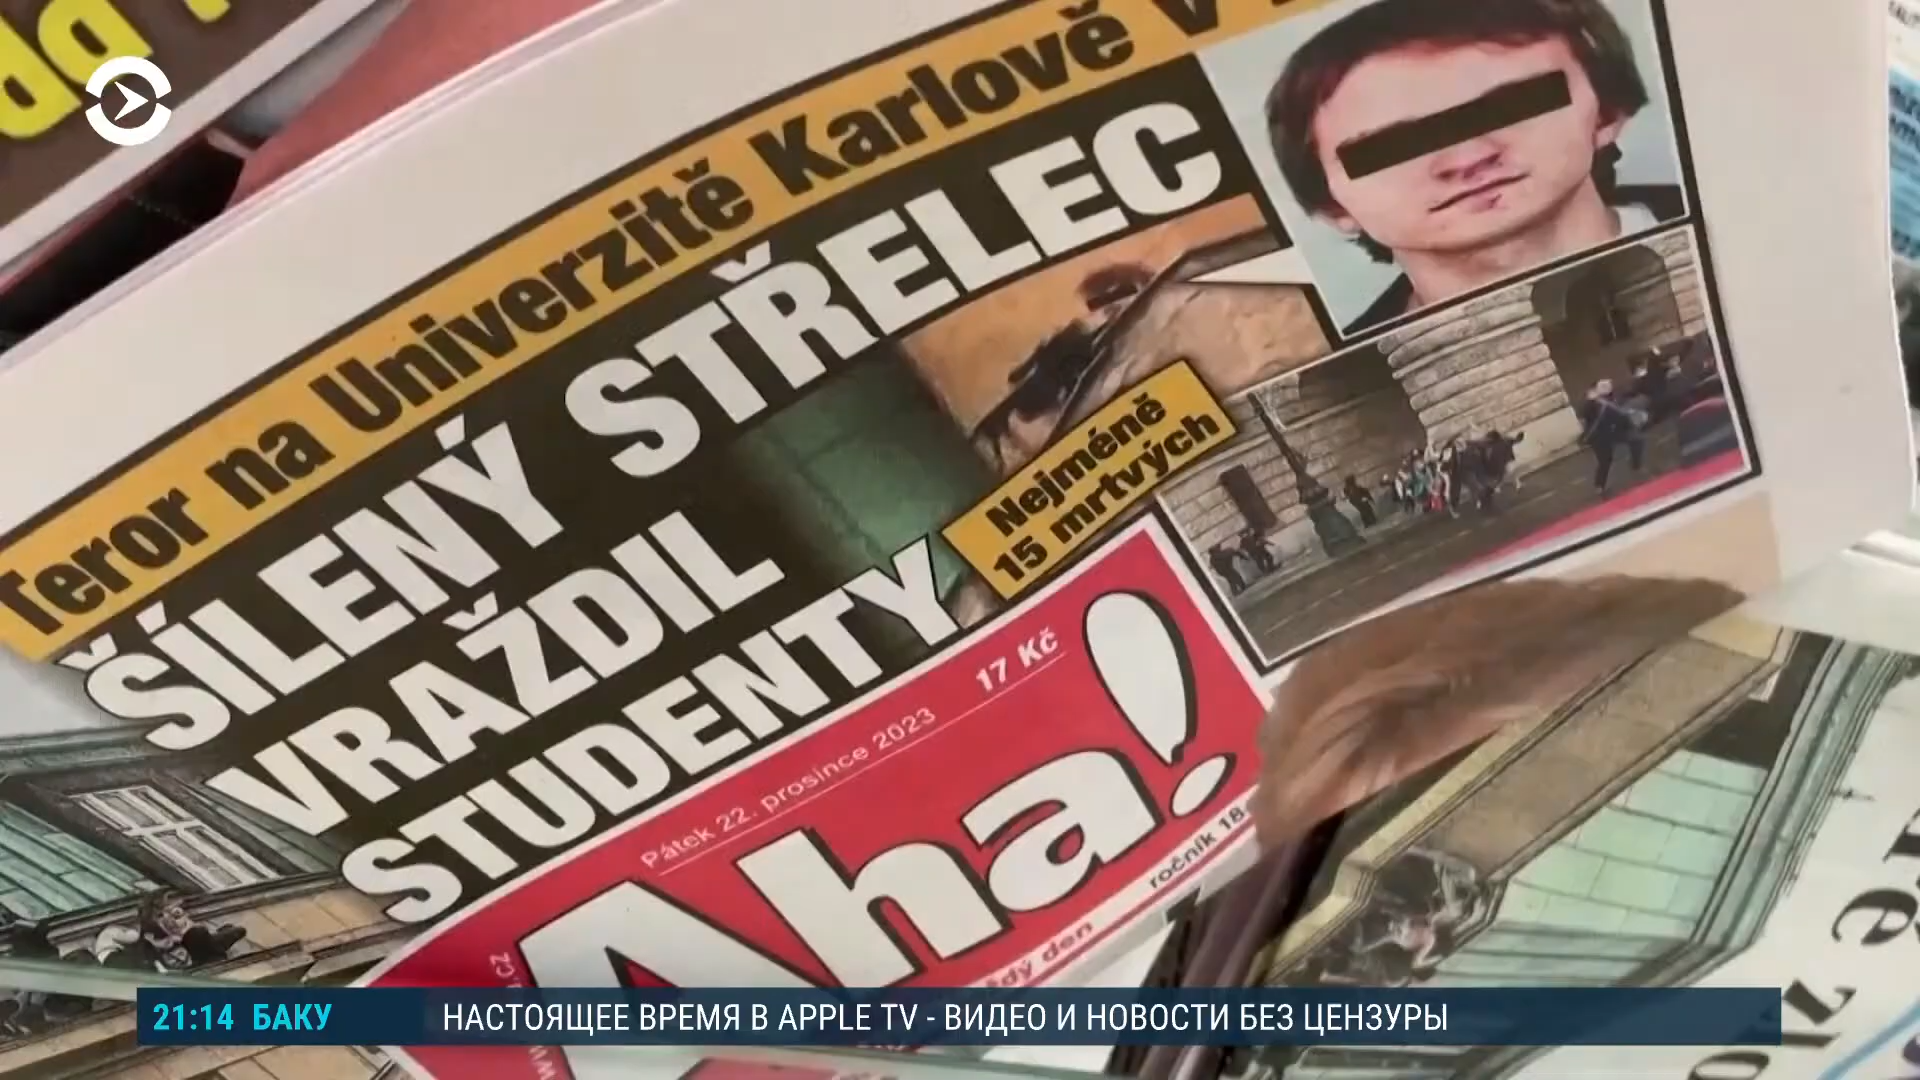 Teror na Univerzitě Karlově v
ŠÍLENÝ STŘELEC
VRAŽDIL
STUDENTY
Nejméně
15 mrtvých
17 Kč
Pátek 22. prosince 2023
Aha!
ročník 18
den
21:14 БАКУ
НАСТОЯЩЕЕ ВРЕМЯ В APPLE TV - ВИДЕО И НОВОСТИ БЕЗ ЦЕНЗУРЫ